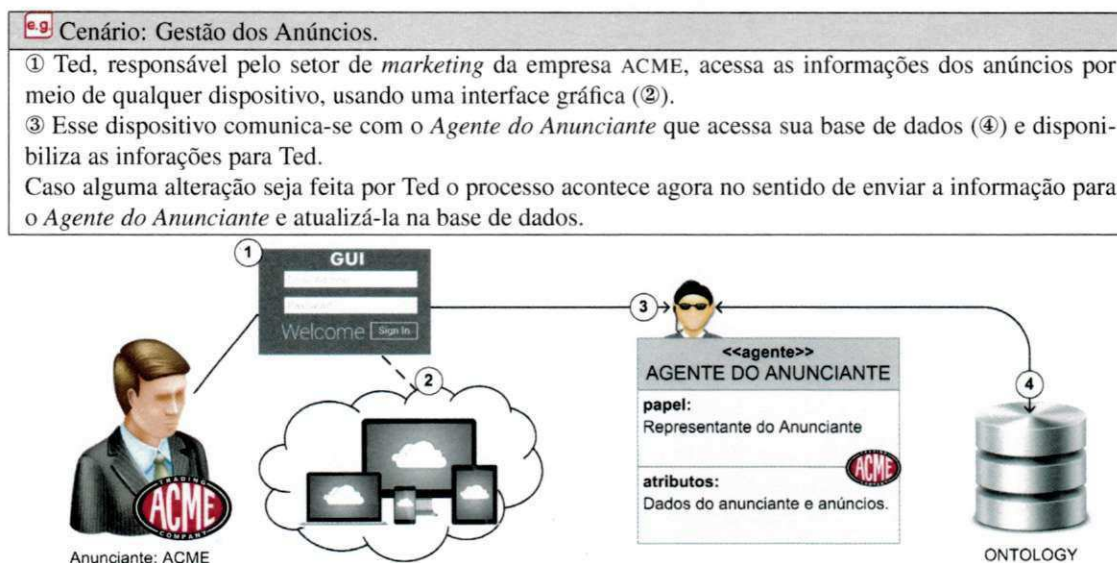 e.g. Cenário: Gestão dos Anúncios.
① Ted, responsável pelo setor de marketing da empresa ACME, acessa as informações dos anúncios por
meio de qualquer dispositivo, usando uma interface gráfica (②).
③ Esse dispositivo comunica-se com o Agente do Anunciante que acessa sua base de dados (④) e disponi-
biliza as inforações para Ted.
Caso alguma alteração seja feita por Ted o processo acontece agora no sentido de enviar a informação para
o Agente do Anunciante e atualizá-la na base de dados.
1
GUI
Welcome Sign In
2
3
<<agente>>
AGENTE DO ANUNCIANTE
papel:
Representante do Anunciante
ACME
atributos:
Dados do anunciante e anúncios.
4
TRADING
ACME
COMPANY
Anunciante: ACME
ONTOLOGY